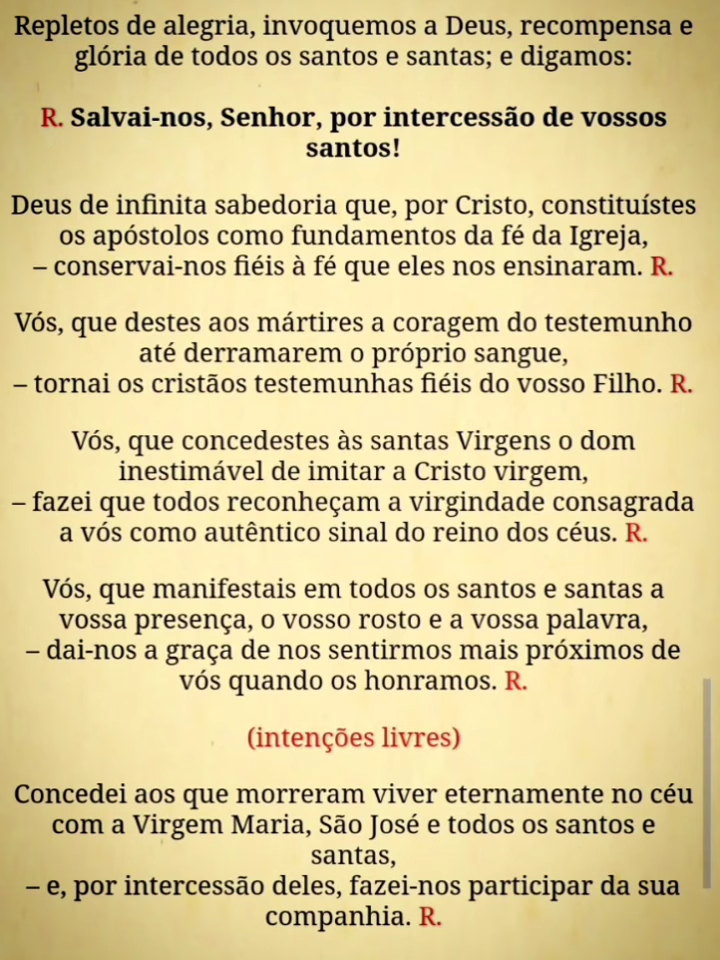 Repletos de alegria, invoquemos a Deus, recompensa e
glória de todos os santos e santas; e digamos:
R. Salvai-nos, Senhor, por intercessão de vossos
santos!
Deus de infinita sabedoria que, por Cristo, constituístes
os apóstolos como fundamentos da fé da Igreja,
– conservai-nos fiéis à fé que eles nos ensinaram. R.
Vós, que destes aos mártires a coragem do testemunho
até derramarem o próprio sangue,
– tornai os cristãos testemunhas fiéis do vosso Filho. R.
Vós, que concedestes às santas Virgens o dom
inestimável de imitar a Cristo virgem,
– fazei que todos reconheçam a virgindade consagrada
a vós como autêntico sinal do reino dos céus. R.
Vós, que manifestais em todos os santos e santas a
vossa presença, o vosso rosto e a vossa palavra,
– dai-nos a graça de nos sentirmos mais próximos de
vós quando os honramos. R.
(intenções livres)
Concedei aos que morreram viver eternamente no céu
com a Virgem Maria, São José e todos os santos e
santas,
– e, por intercessão deles, fazei-nos participar da sua
companhia. R.